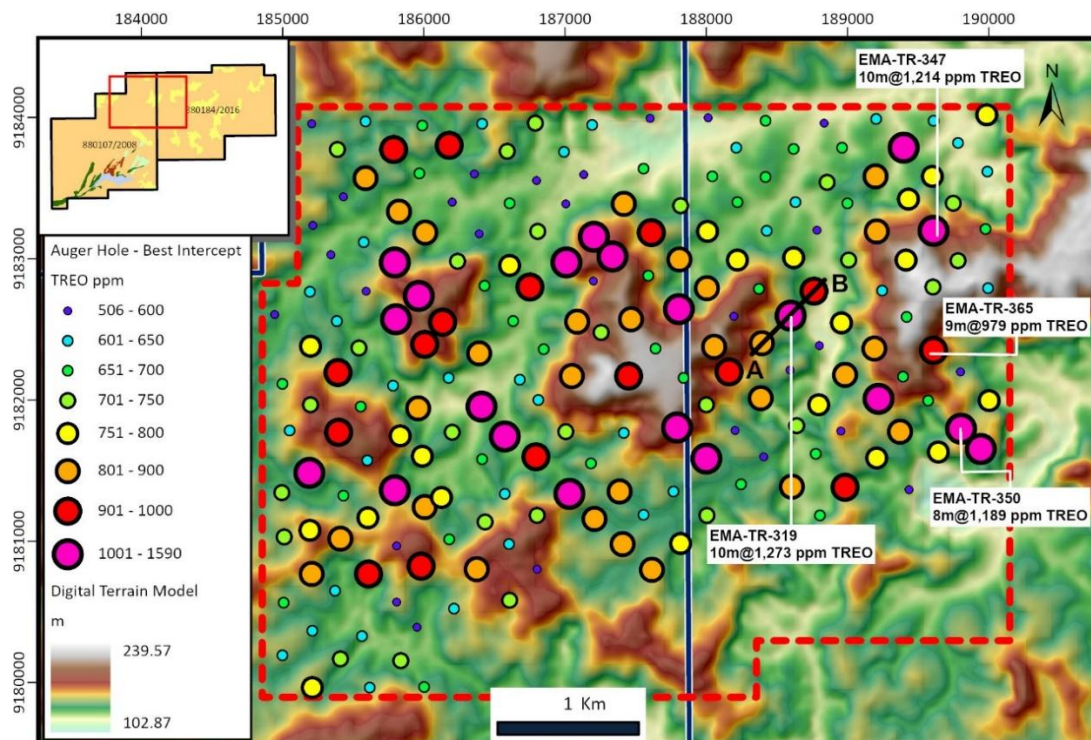 184000 185000 186000 187000 188000 189000 190000
9184000
9183000
9182000
9181000
9180000
880184/2016
880107/2008
Auger Hole - Best Intercept
TREO ppm
506 - 600
601 - 650
651 - 700
701 - 750
751 - 800
801 - 900
901 - 1000
1001 - 1590
Digital Terrain Model
m
239.57
102.87
EMA-TR-347
10m@1,214 ppm TREO
N
B
A
EMA-TR-365
9m@979 ppm TREO
EMA-TR-350
8m@1,189 ppm TREO
EMA-TR-319
10m@1,273 ppm TREO
1 Km